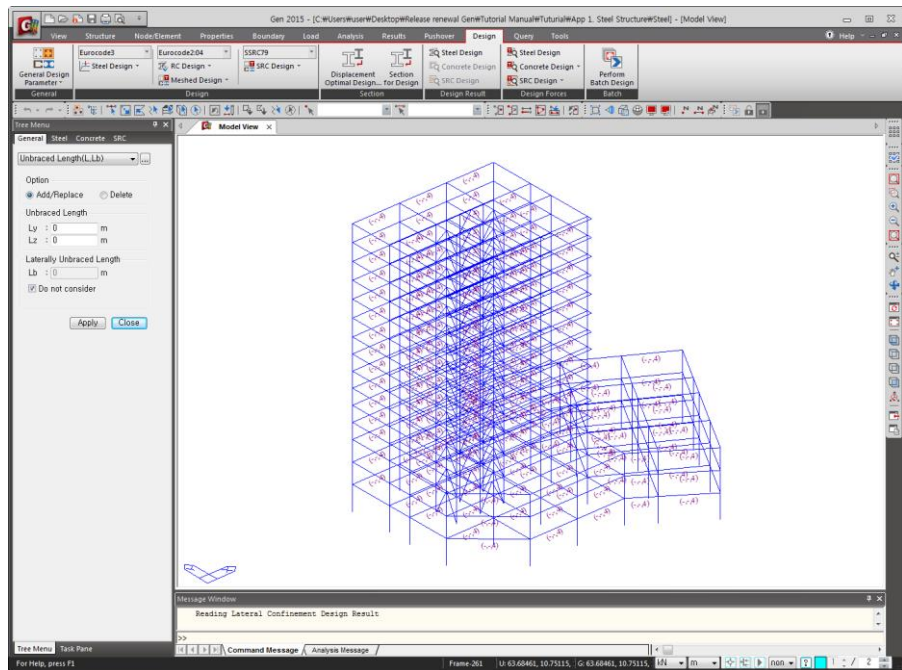 Gen 2015 - [C:₩Users₩user₩Desktop₩Release renewal Gen₩Tutorial Manual₩Tuturial₩App 1. Steel Structure₩Steel] - [Model View]
View Structure Node/Element Properties Boundary Load Analysis Results Pushover Design Query Tools Help
Eurocode3 Eurocode2:04 SSRC79
Steel Design RC Design SRC Design
Meshed Design
General Design Parameter
Displacement Optimal Design...
Section for Design
Steel Design
Concrete Design
SRC Design
Steel Design
Concrete Design
SRC Design
Perform Batch Design
General Design Section Design Result Design Forces Batch
Tree Menu
General Steel Concrete SRC
Unbraced Length(L,Lb)
...
Option
Add/Replace Delete
Unbraced Length
Ly : 0 m
Lz : 0 m
Laterally Unbraced Length
Lb : 0 m
Do not consider
Apply Close
Model View
(-,-,4)
Message Window
Reading Lateral Confinement Design Result
>>
Tree Menu Task Pane
Command Message Analysis Message
For Help, press F1
Frame-261 U: 63.68461, 10.75115, G: 63.68461, 10.75115, kN m non ? 1 / 2